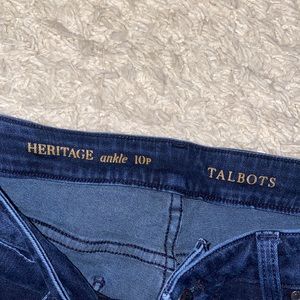 HERITAGE ankle 10P TALBOTS